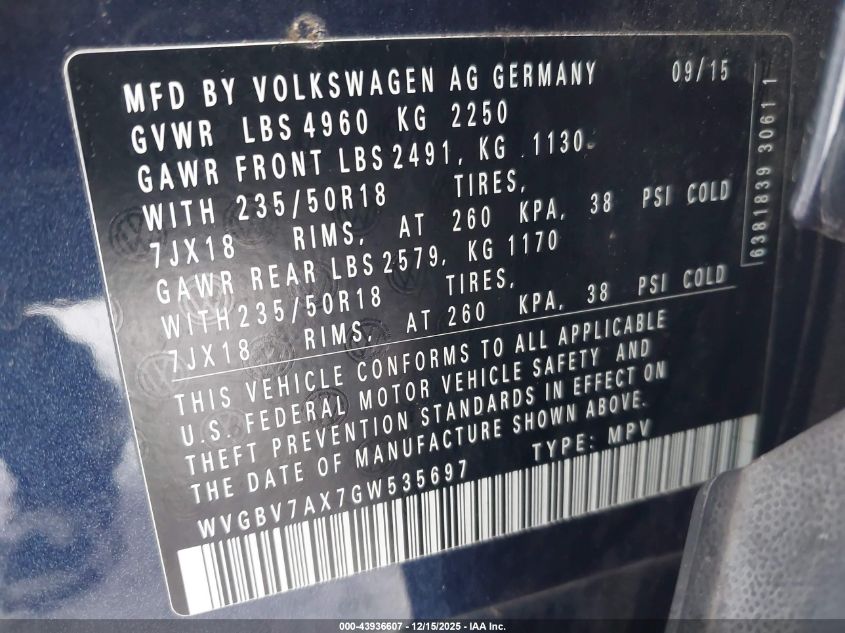 MFD BY VOLKSWAGEN AG GERMANY 09/15
GVWR LBS 4960 KG 2250
GAWR FRONT LBS 2491, KG 1130
WITH 235/50R18 TIRES,
7JX18 RIMS, AT 260 KPA, 38 PSI COLD
GAWR REAR LBS 2579, KG 1170
WITH 235/50R18 TIRES,
7JX18 RIMS, AT 260 KPA, 38 PSI COLD
THIS VEHICLE CONFORMS TO ALL APPLICABLE
U.S. FEDERAL MOTOR VEHICLE SAFETY AND
THEFT PREVENTION STANDARDS IN EFFECT ON
THE DATE OF MANUFACTURE SHOWN ABOVE.
WVGBV7AX7GW535697 TYPE: MPV
6381839 3061 1
000-43936607 - 12/15/2025 - IAA Inc.